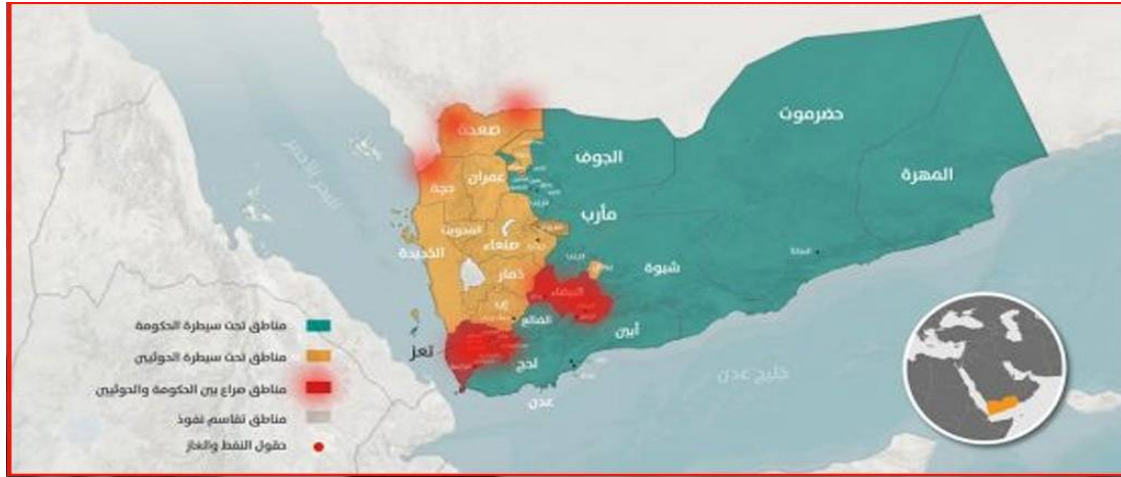 حضرموت
صعدة
الجوف
المهرة
عمران
حجة
مأرب
البحر الأحمر
المحويت
صنعاء
الحديدة
شبوة
ذمار
البيضاء
إب
الضالع
أبين
تعز
لحج
عدن
خليج عدن
مناطق تحت سيطرة الحكومة
مناطق تحت سيطرة الحوثيين
مناطق صراع بين الحكومة والحوثيين
مناطق تقاسم نفوذ
حقول النفط والغاز